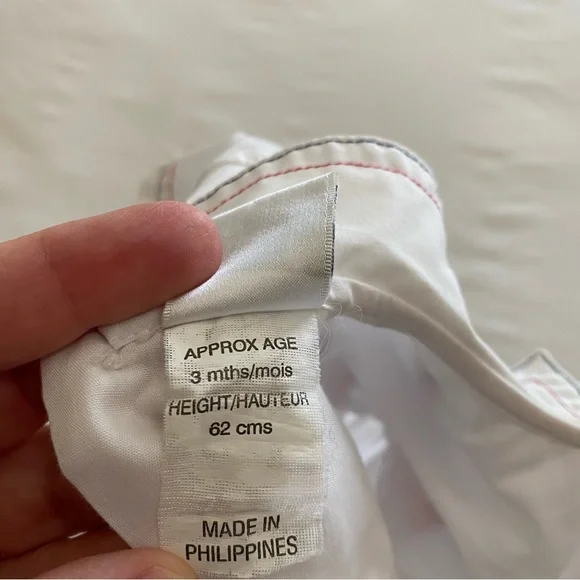 APPROX AGE
3 mths/mois
HEIGHT/HAUTEUR
62 cms
MADE IN
PHILIPPINES